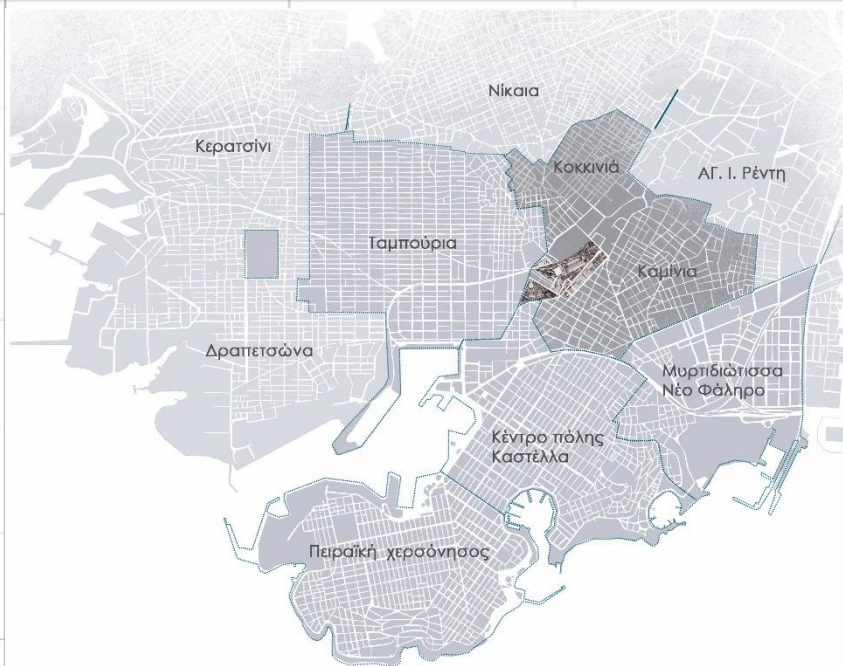 Νίκαια
Κερατσίνι
Κοκκινιά
ΑΓ. Ι. Ρέντη
Ταμπούρια
Καμίνια
Δραπετσώνα
Μυρτιδιώτισσα
Νέο Φάληρο
Κέντρο πόλης
Καστέλλα
Πειραϊκή χερσόνησος